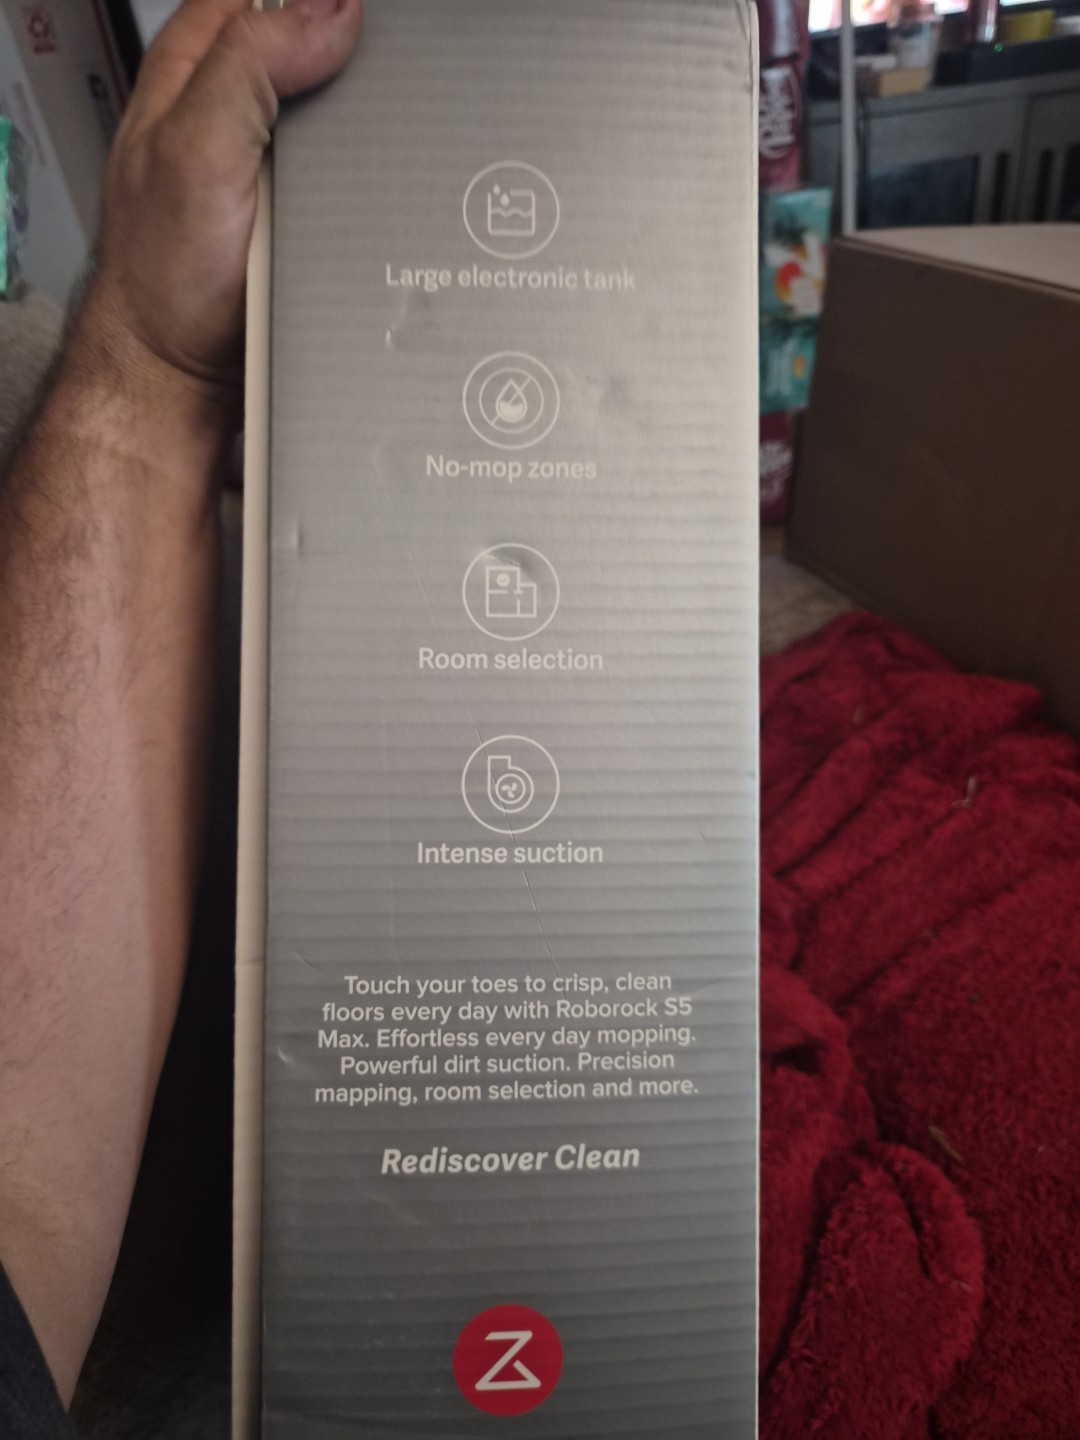 Large electronic tank
No-mop zones
Room selection
Intense suction
Touch your toes to crisp, clean
floors every day with Roborock S5
Max. Effortless every day mopping.
Powerful dirt suction. Precision
mapping, room selection and more.
Rediscover Clean